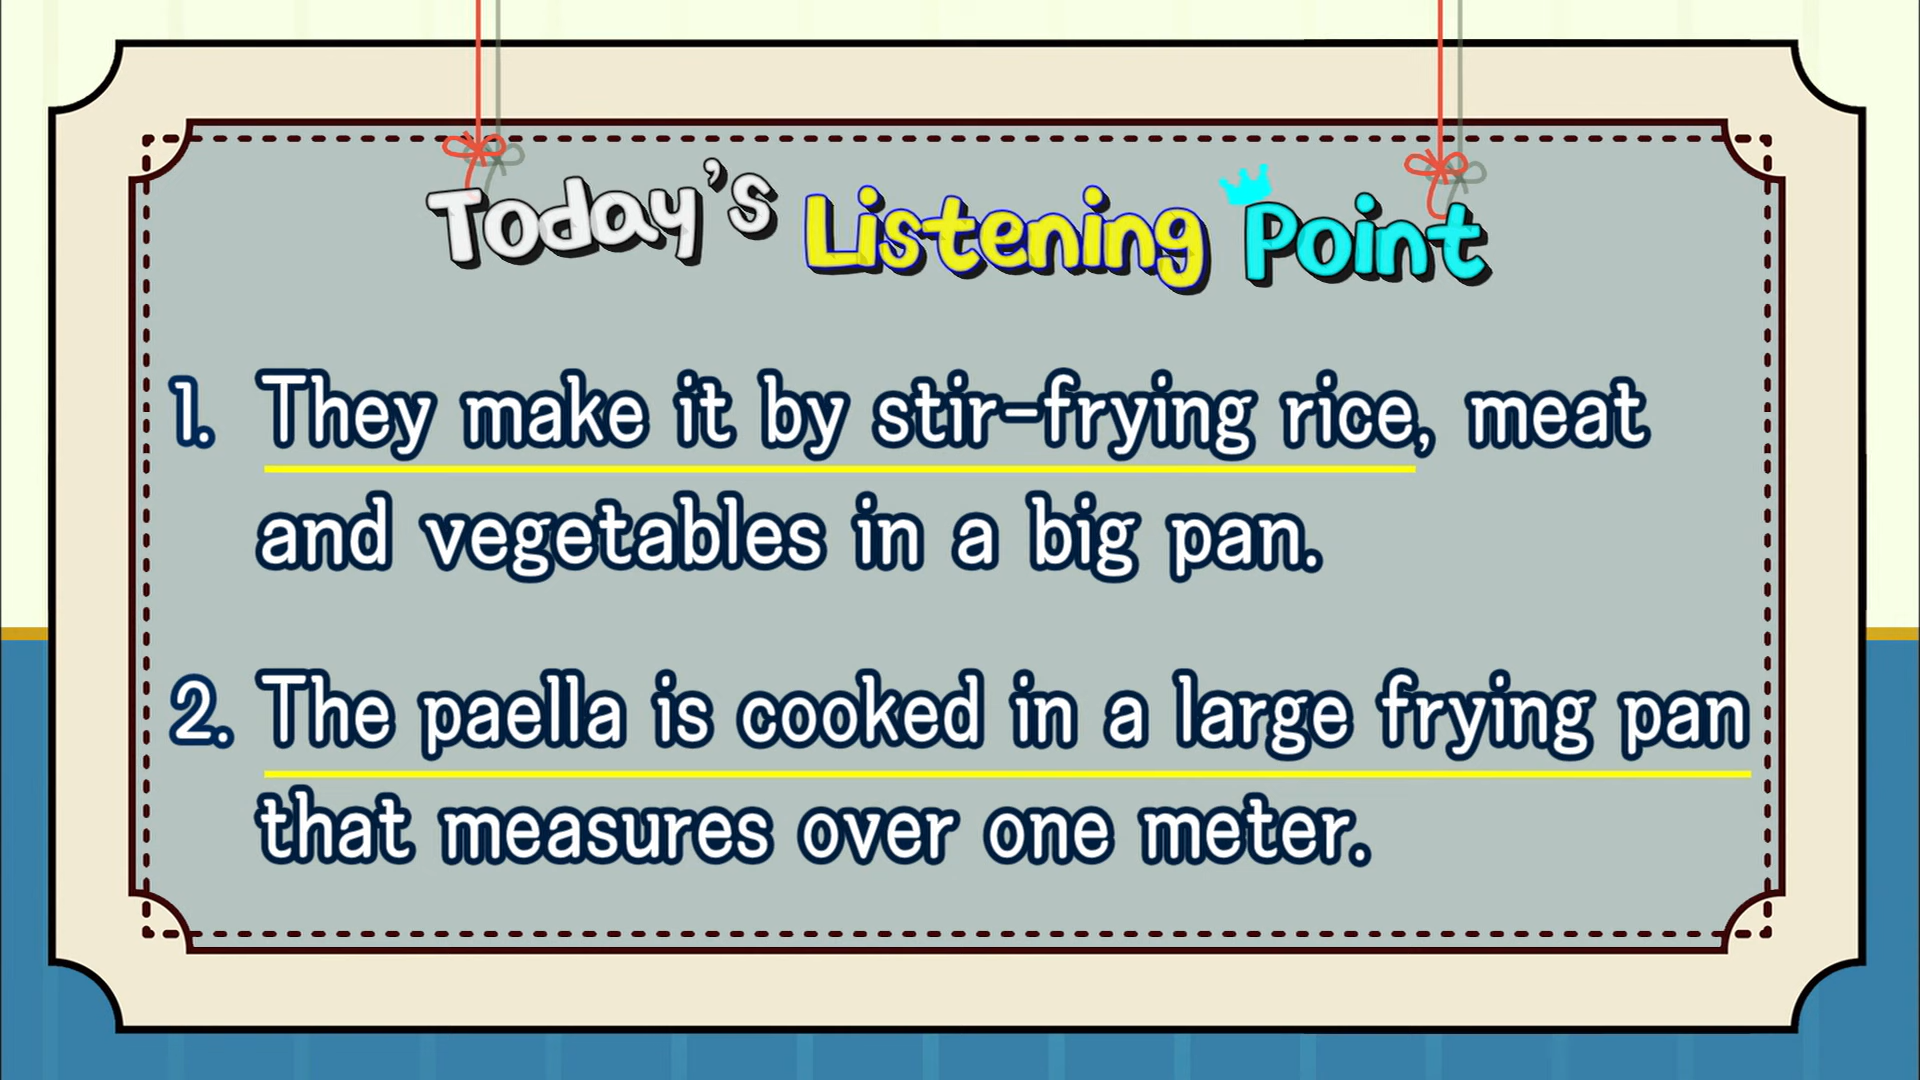 Today's Listening Point
1. They make it by stir-frying rice, meat
and vegetables in a big pan.
2. The paella is cooked in a large frying pan
that measures over one meter.